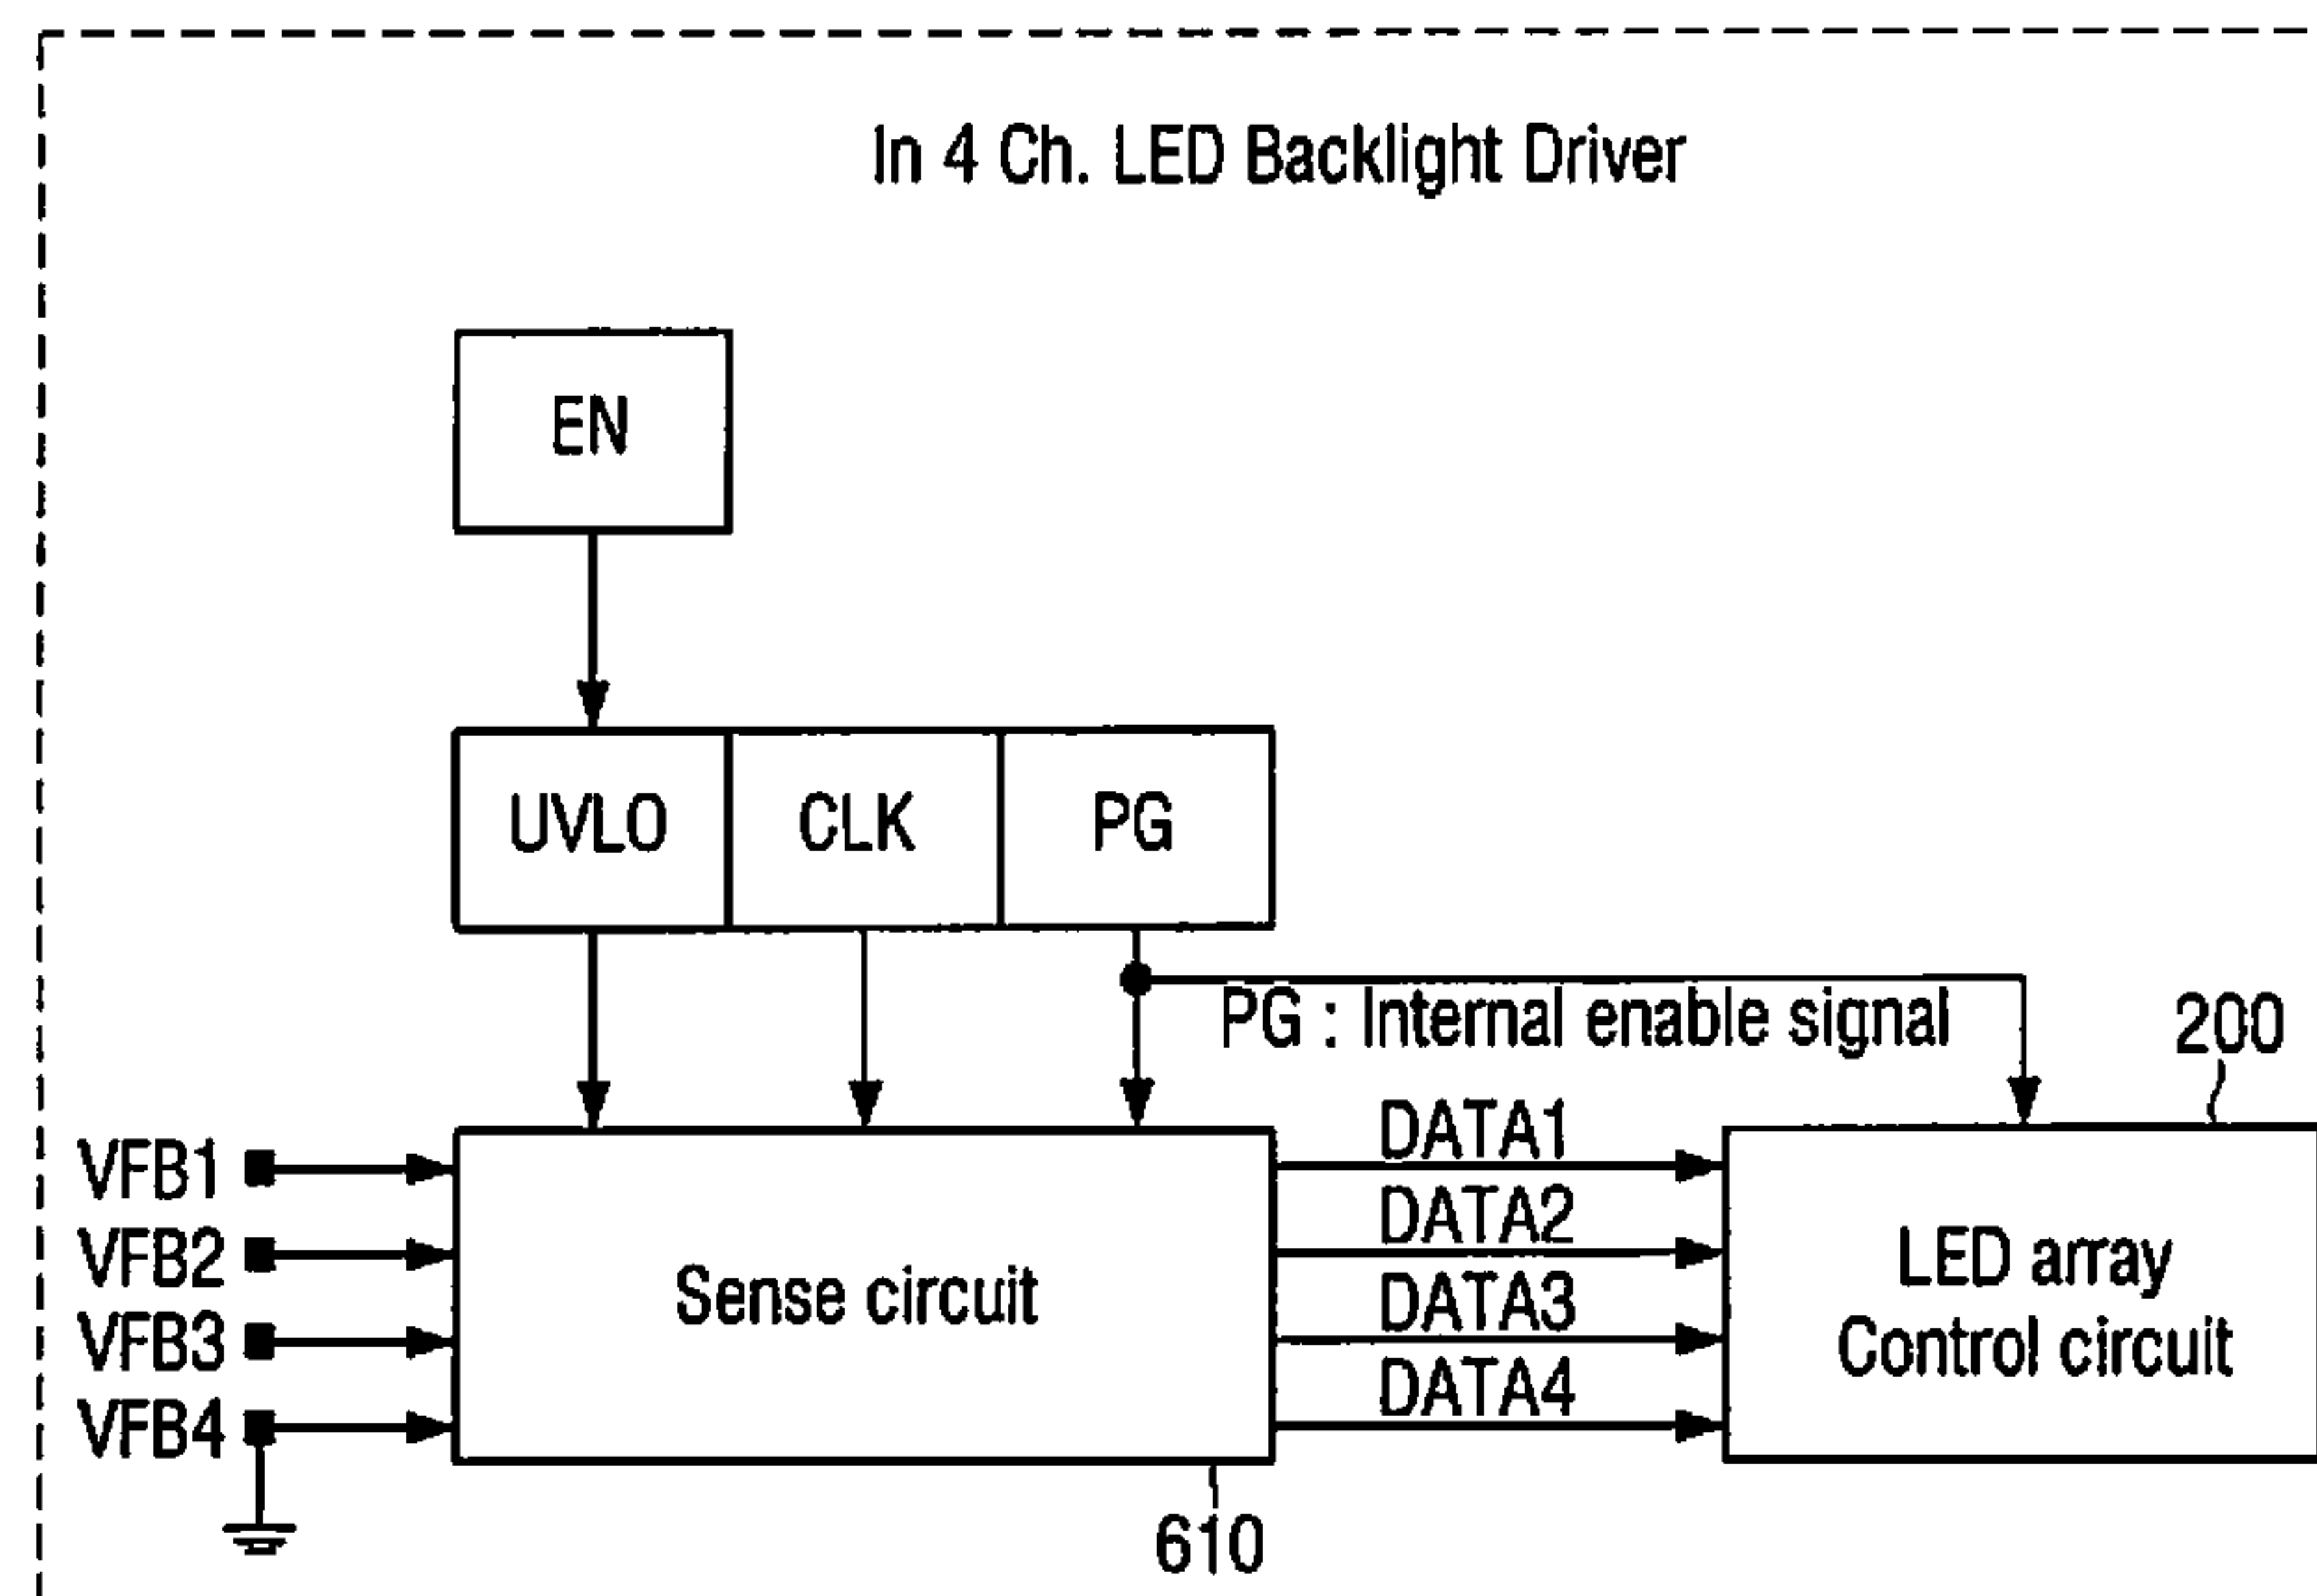 In 4 Ch. LED Backlight Driver
EN
UVLO
CLK
PG
PG : Internal enable signal
200
VFB1
VFB2
VFB3
VFB4
Sense circuit
DATA1
DATA2
DATA3
DATA4
LED array
Control circuit
610